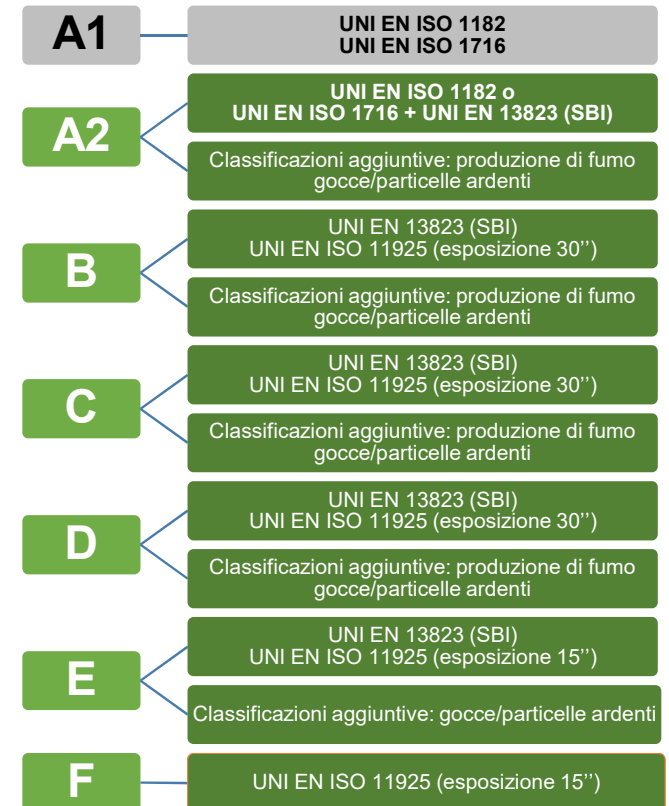 A1
UNI EN ISO 1182
UNI EN ISO 1716
A2
UNI EN ISO 1182 o
UNI EN ISO 1716 + UNI EN 13823 (SBI)
Classificazioni aggiuntive: produzione di fumo
gocce/particelle ardenti
B
UNI EN 13823 (SBI)
UNI EN ISO 11925 (esposizione 30’’)
Classificazioni aggiuntive: produzione di fumo
gocce/particelle ardenti
C
UNI EN 13823 (SBI)
UNI EN ISO 11925 (esposizione 30’’)
Classificazioni aggiuntive: produzione di fumo
gocce/particelle ardenti
D
UNI EN 13823 (SBI)
UNI EN ISO 11925 (esposizione 30’’)
Classificazioni aggiuntive: produzione di fumo
gocce/particelle ardenti
E
UNI EN 13823 (SBI)
UNI EN ISO 11925 (esposizione 15’’)
Classificazioni aggiuntive: gocce/particelle ardenti
F
UNI EN ISO 11925 (esposizione 15’’)